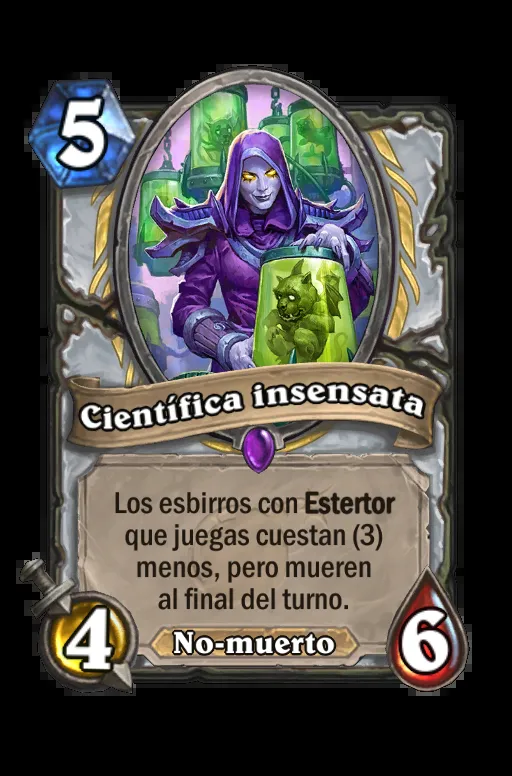 5
Científica insensata
Los esbirros con Estertor
que juegas cuestan (3)
menos, pero mueren
al final del turno.
4
No-muerto
6